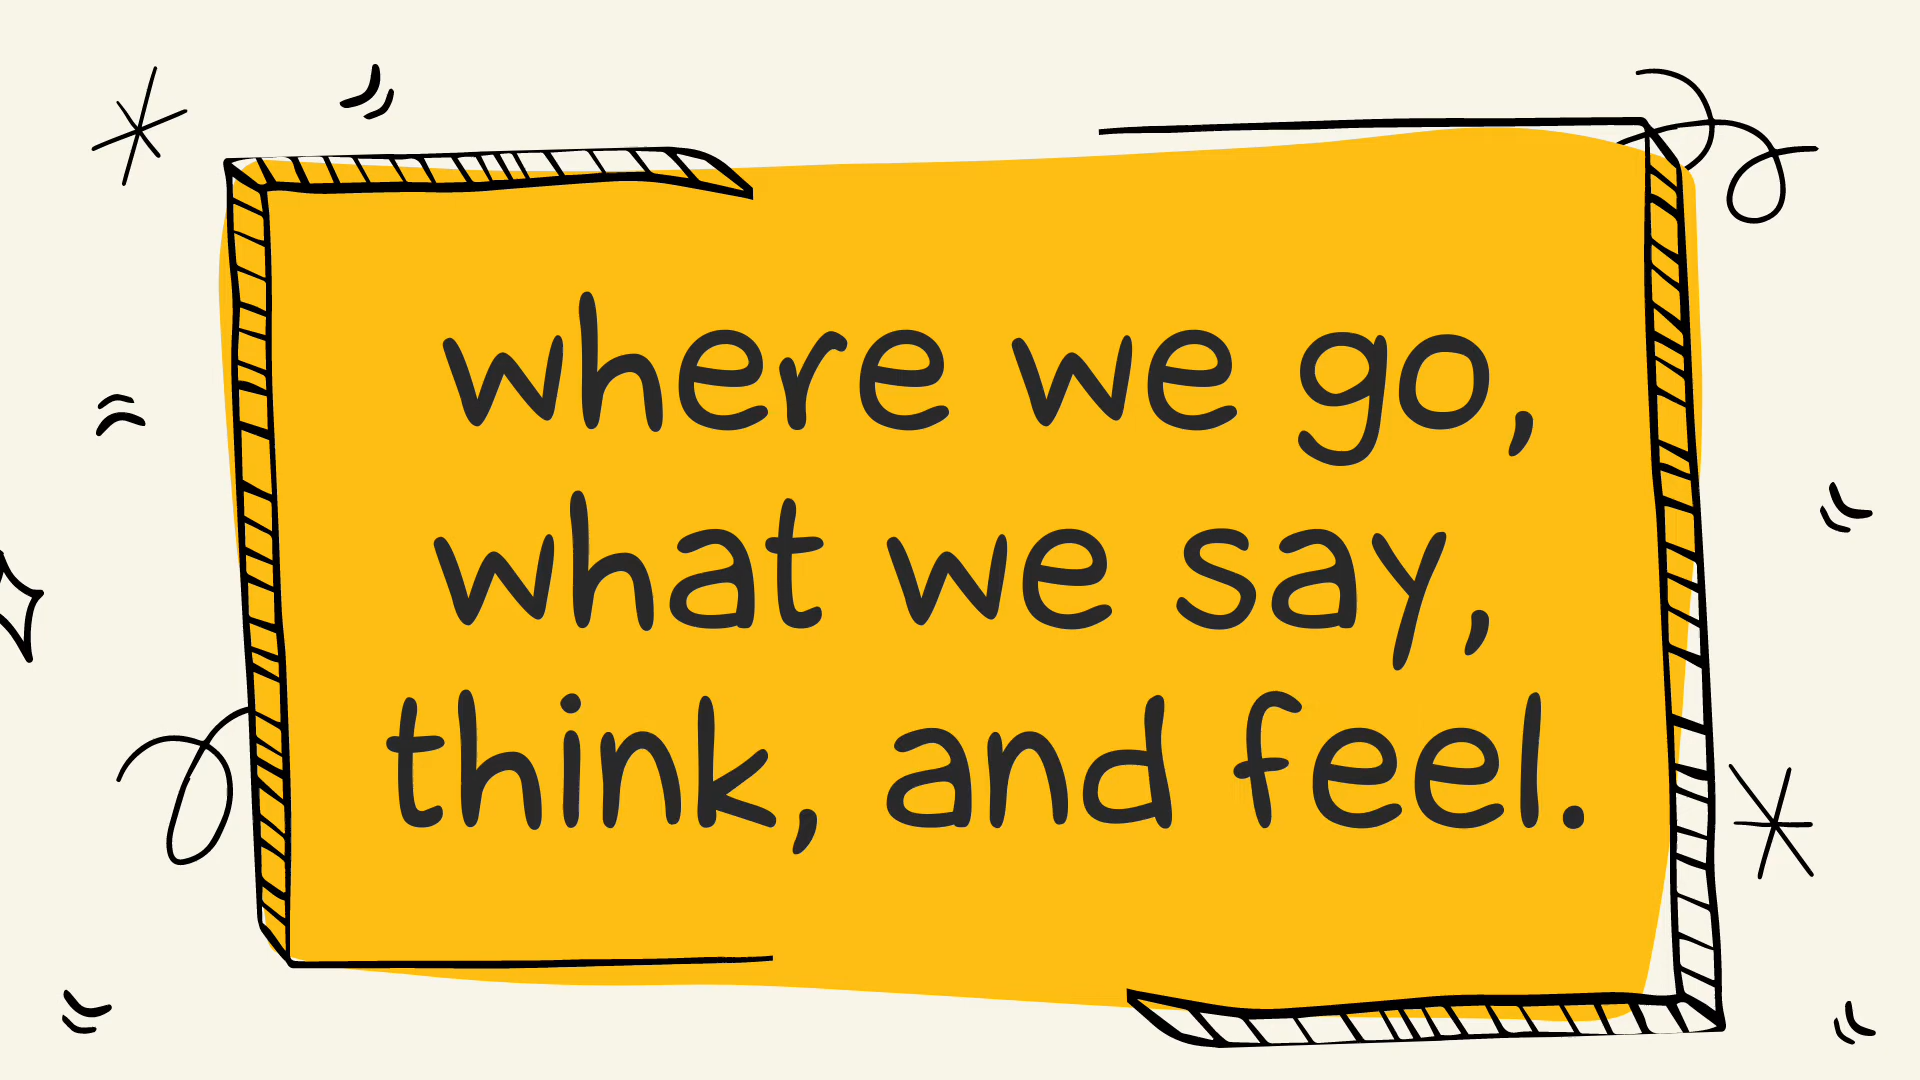 where we go,
what we say,
think, and feel.